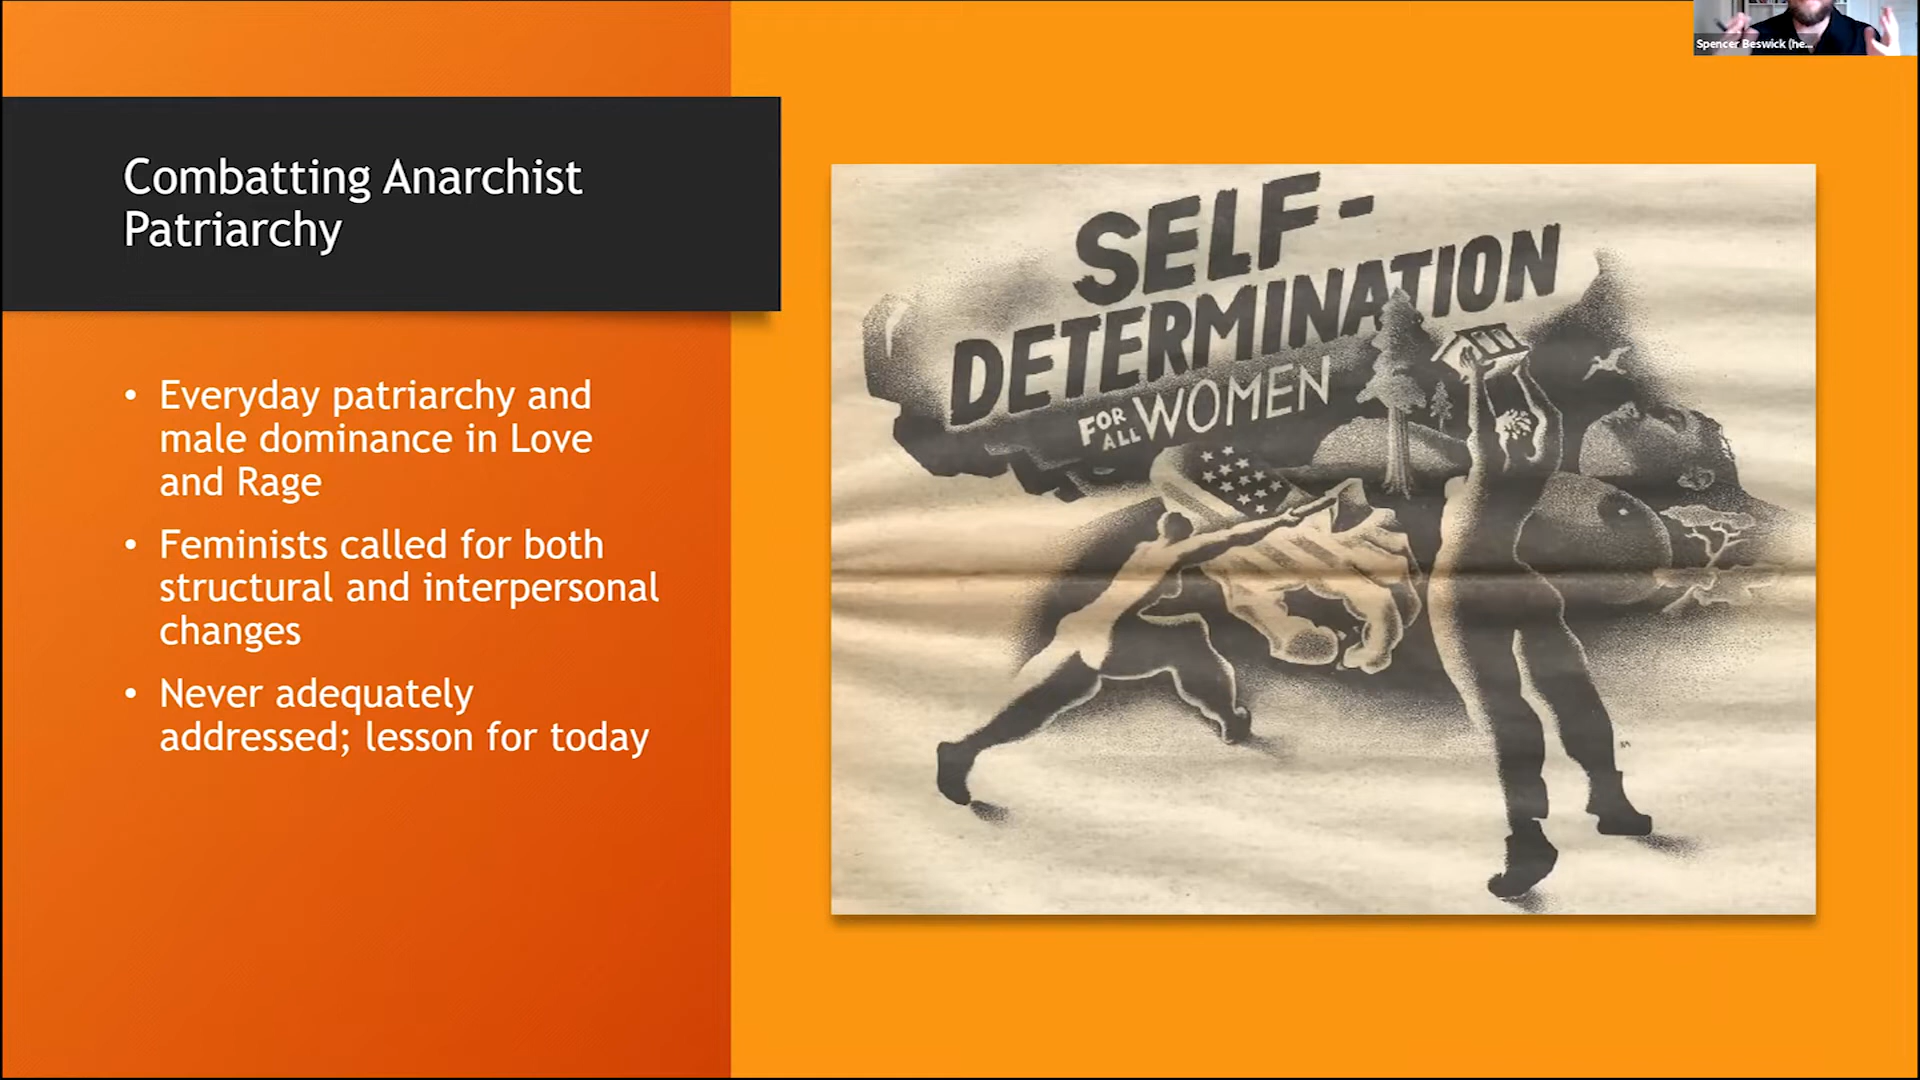 Spencer Beswick (he...
Combatting Anarchist
Patriarchy
• Everyday patriarchy and
male dominance in Love
and Rage
• Feminists called for both
structural and interpersonal
changes
• Never adequately
addressed; lesson for today
SELF-
DETERMINATION
FOR ALL WOMEN